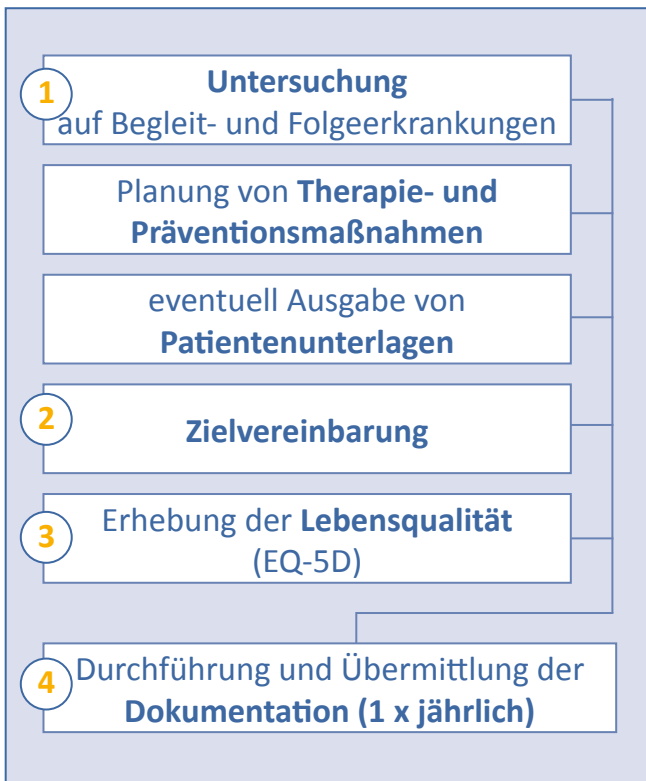 1
Untersuchung
auf Begleit- und Folgeerkrankungen
Planung von Therapie- und
Präventionsmaßnahmen
eventuell Ausgabe von
Patientenunterlagen
2
Zielvereinbarung
3
Erhebung der Lebensqualität
(EQ-5D)
4
Durchführung und Übermittlung der
Dokumentation (1 x jährlich)